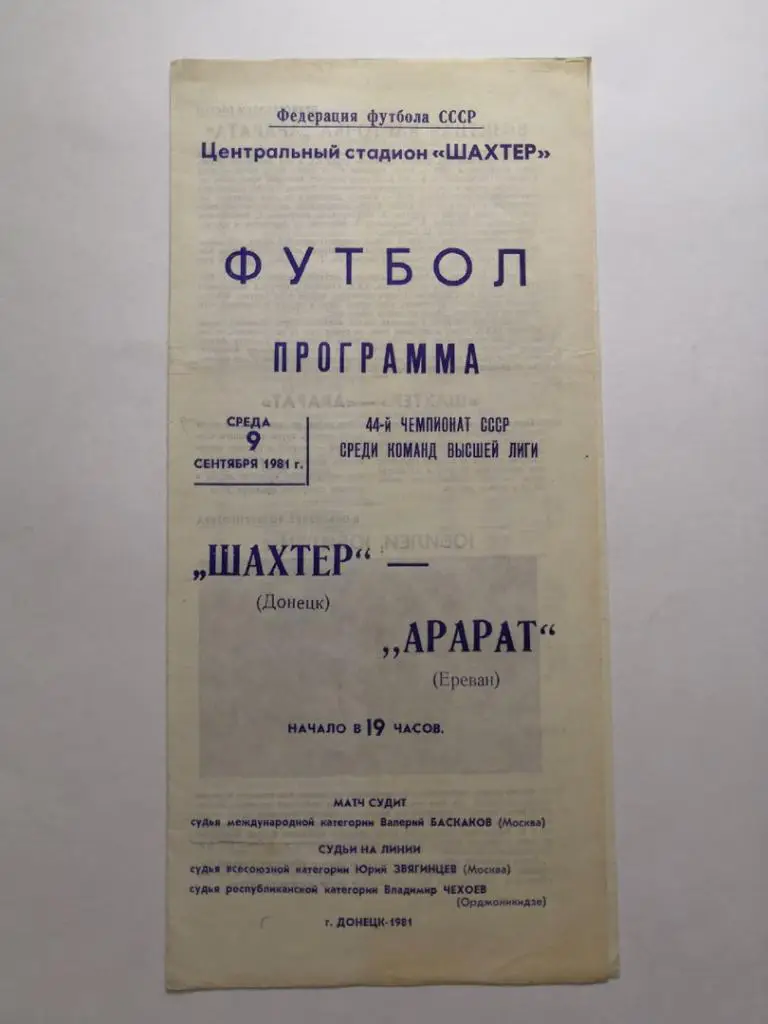 Федерация футбола СССР
Центральный стадион «ШАХТЕР»
ФУТБОЛ
ПРОГРАММА
СРЕДА
9
СЕНТЯБРЯ 1981 г.
44-й ЧЕМПИОНАТ СССР
СРЕДИ КОМАНД ВЫСШЕЙ ЛИГИ
„ШАХТЕР“ —
(Донецк)
„АРАРАТ“
(Ереван)
НАЧАЛО В 19 ЧАСОВ.
МАТЧ СУДИТ
судья международной категории Валерий БАСКАКОВ (Москва)
СУДЬИ НА ЛИНИИ
судья всесоюзной категории Юрий ЗВЯГИНЦЕВ (Москва)
судья республиканской категории Владимир ЧЕХОЕВ
(Орджоникидзе)
г. ДОНЕЦК-1981